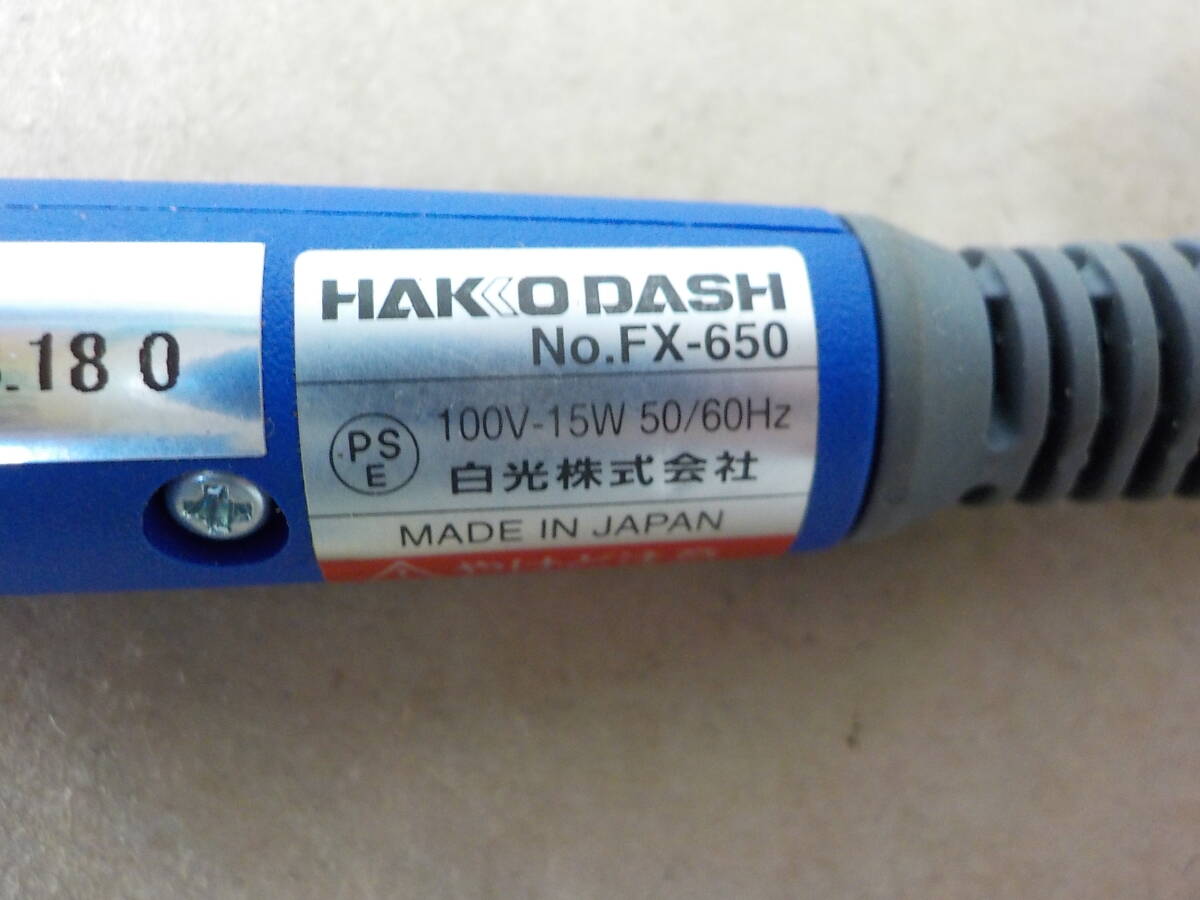 .18 0
HAKKO DASH
No.FX-650
100V-15W 50/60Hz
PS
E
白光株式会社
MADE IN JAPAN